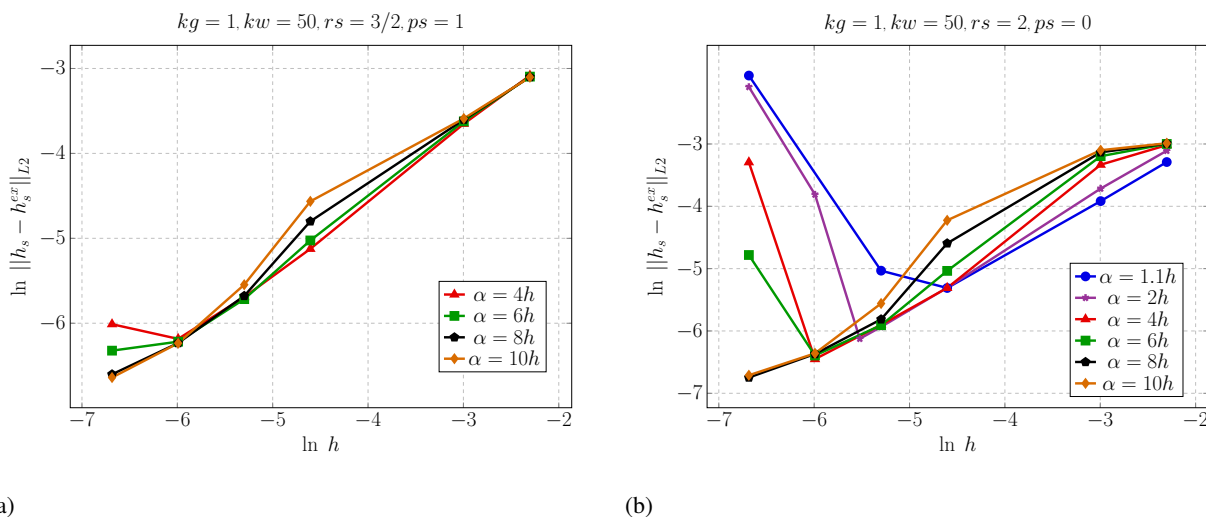 kg = 1, kw = 50, rs = 3/2, ps = 1
−3
−4
−5
−6
ln ||h_s − h_s^{ex}||_{L2}
α = 4h
α = 6h
α = 8h
α = 10h
−7 −6 −5 −4 −3 −2
ln h
a)
kg = 1, kw = 50, rs = 2, ps = 0
−3
−4
−5
−6
−7
ln ||h_s − h_s^{ex}||_{L2}
α = 1.1h
α = 2h
α = 4h
α = 6h
α = 8h
α = 10h
−7 −6 −5 −4 −3 −2
ln h
(b)